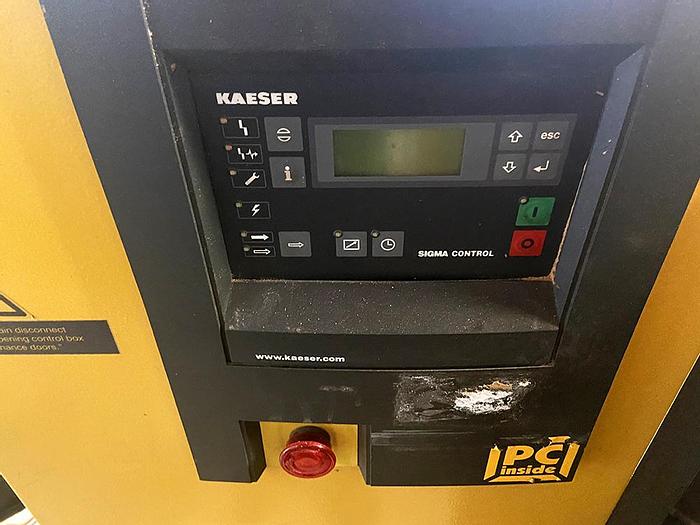 KAESER
esc
i
I
O
SIGMA CONTROL
ain disconnect
pening control box
nance doors."
www.kaeser.com
PC
inside